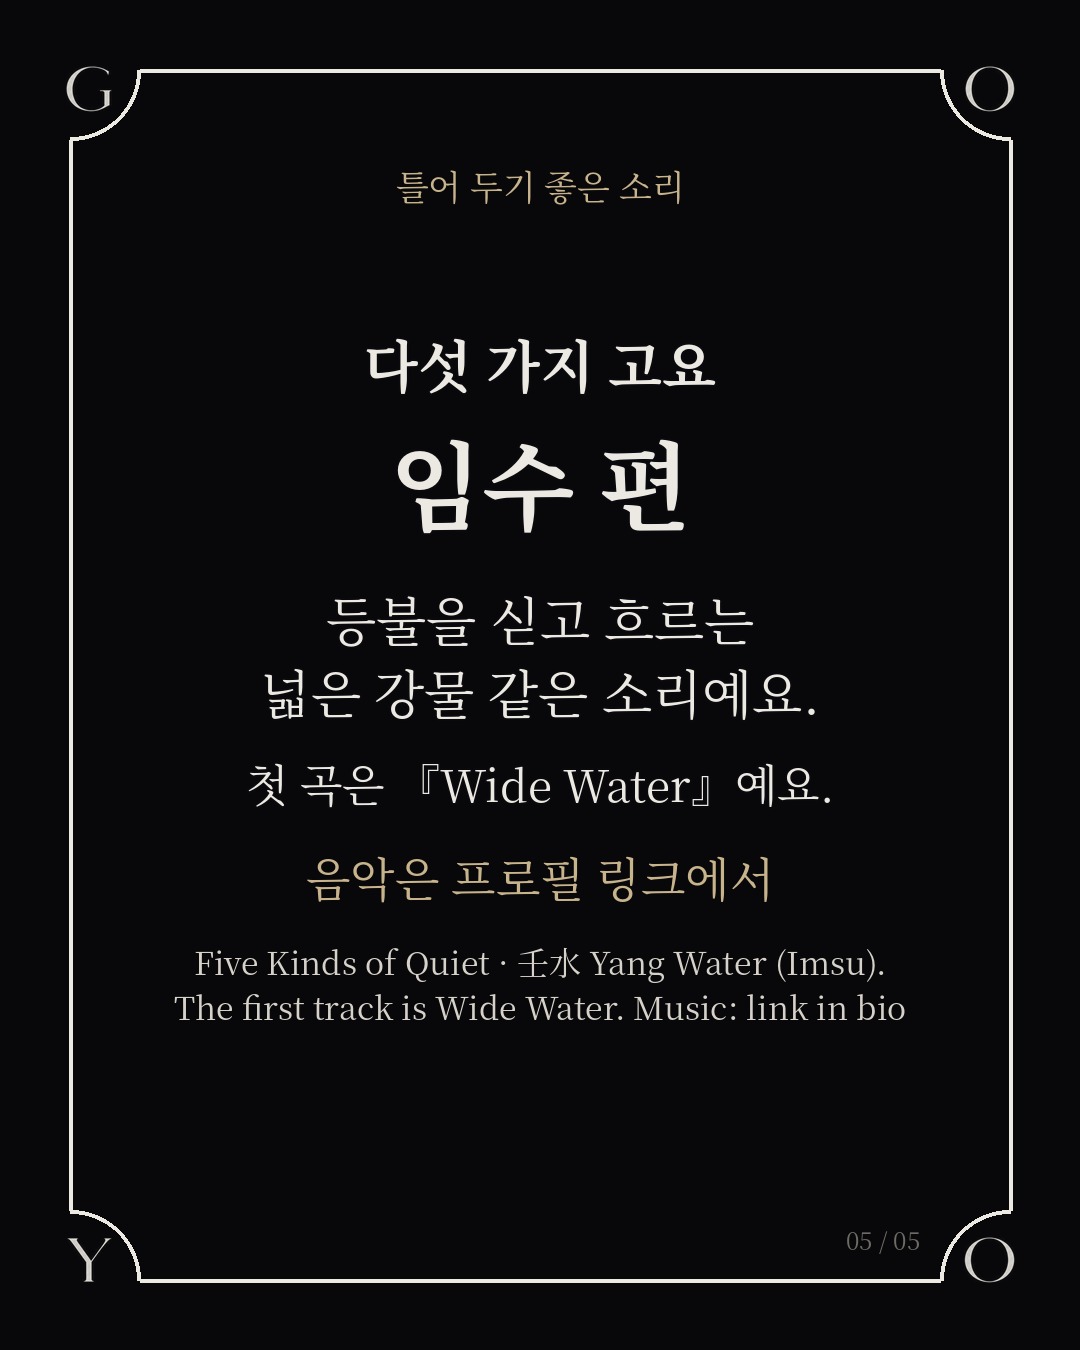 G O
틀어 두기 좋은 소리
다섯 가지 고요
임수 편
등불을 싣고 흐르는
넓은 강물 같은 소리예요.
첫 곡은 『Wide Water』예요.
음악은 프로필 링크에서
Five Kinds of Quiet · 壬水 Yang Water (Imsu).
The first track is Wide Water. Music: link in bio
05 / 05
Y O